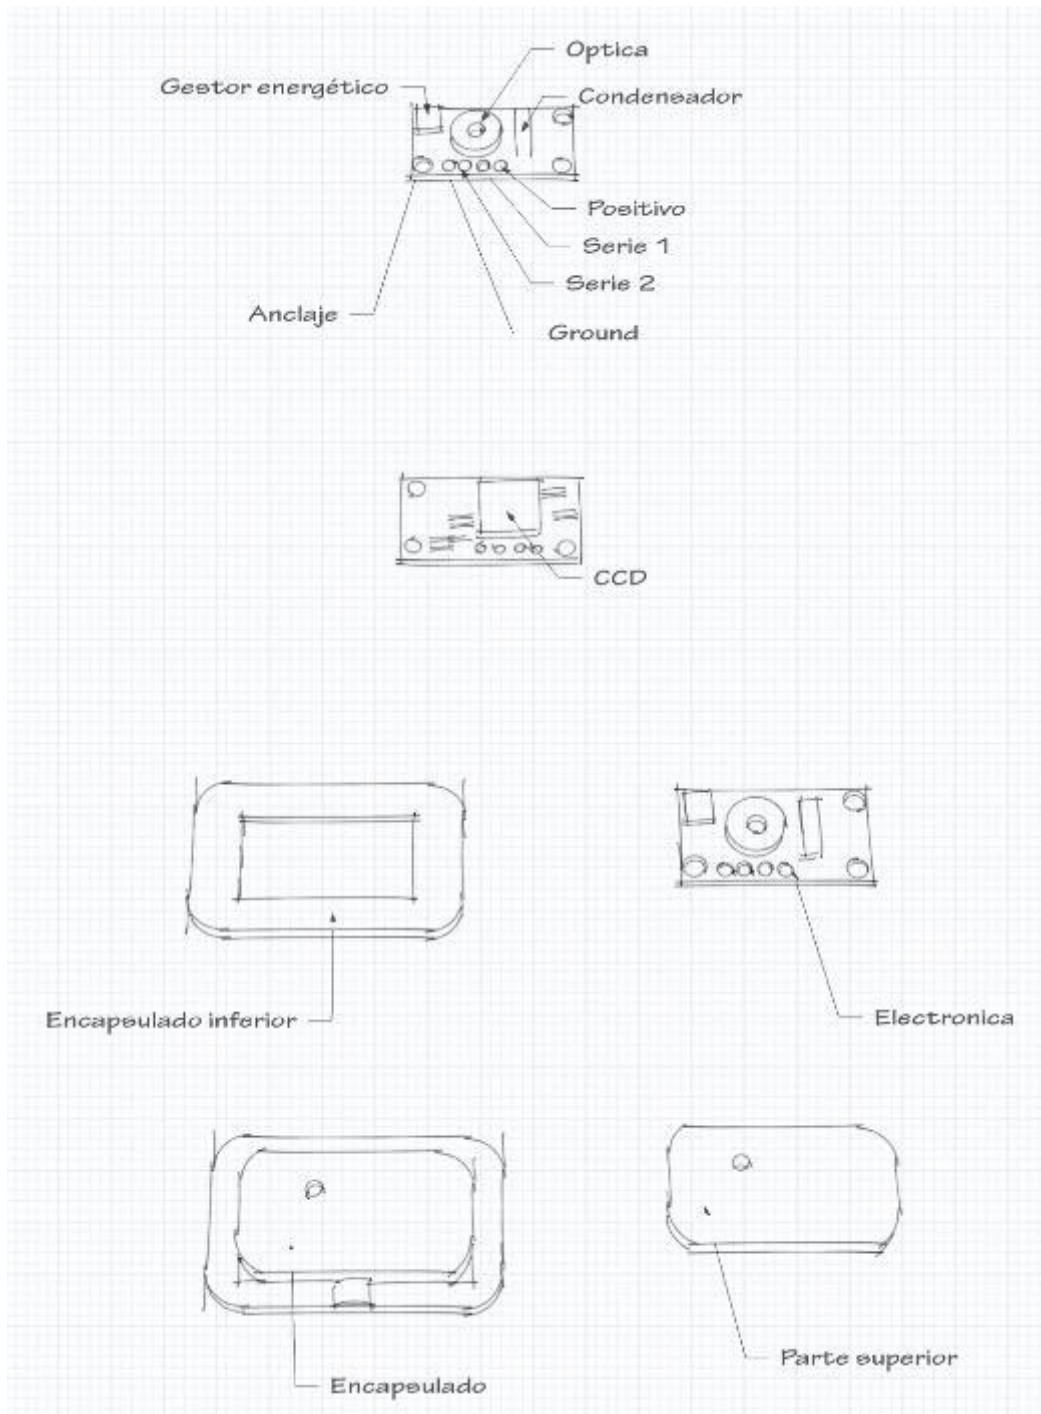 Optica
Gestor energético
Condensador
Positivo
Serie 1
Serie 2
Anclaje
Ground
CCD
Encapsulado inferior
Electronica
Parte superior
Encapsulado